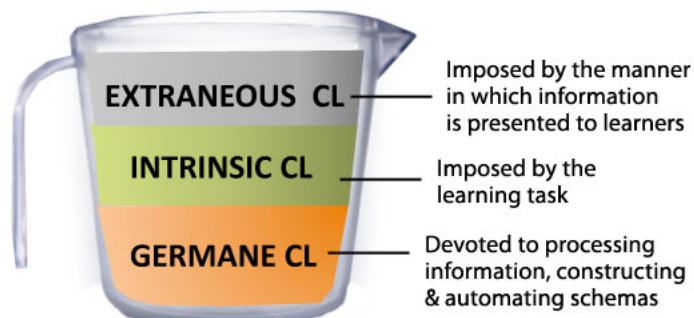 EXTRANEOUS CL
Imposed by the manner
in which information
is presented to learners
INTRINSIC CL
Imposed by the
learning task
GERMANE CL
Devoted to processing
information, constructing
& automating schemas